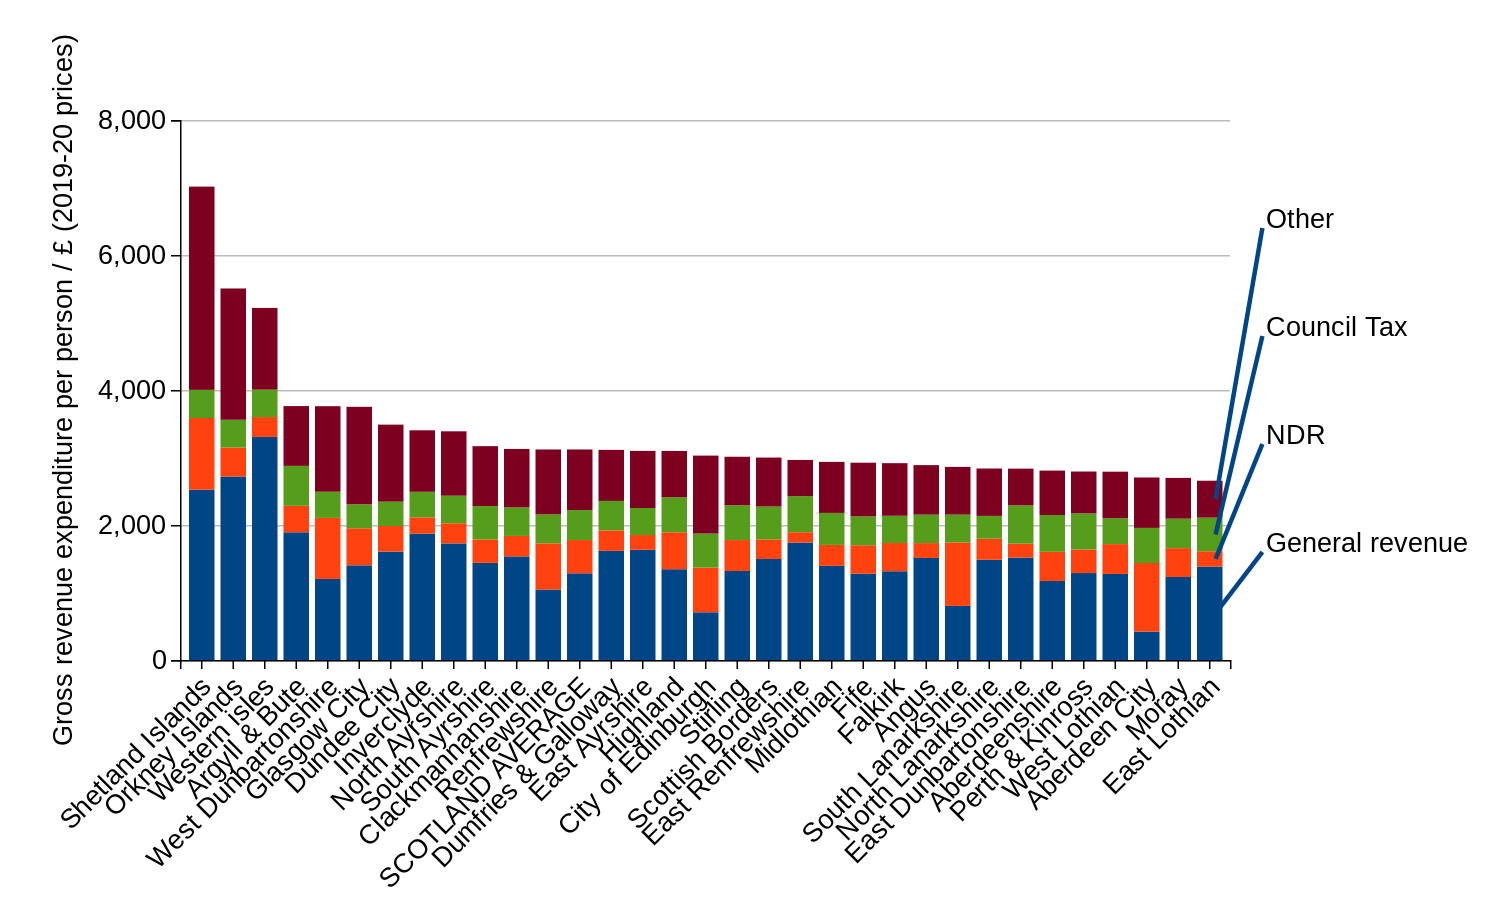 Gross revenue expenditure per person / £ (2019-20 prices)
8,000
6,000
4,000
2,000
0
Other
Council Tax
NDR
General revenue
Shetland Islands
Orkney Islands
Western isles
Argyll & Bute
West Dunbartonshire
Glasgow City
Dundee City
Inverclyde
North Ayrshire
South Ayrshire
Clackmannanshire
Renfrewshire
SCOTLAND AVERAGE
Dumfries & Galloway
East Ayrshire
Highland
City of Edinburgh
Stirling
Scottish Borders
East Renfrewshire
Midlothian
Fife
Falkirk
Angus
South Lanarkshire
North Lanarkshire
East Dunbartonshire
Aberdeenshire
Perth & Kinross
West Lothian
Aberdeen City
Moray
East Lothian